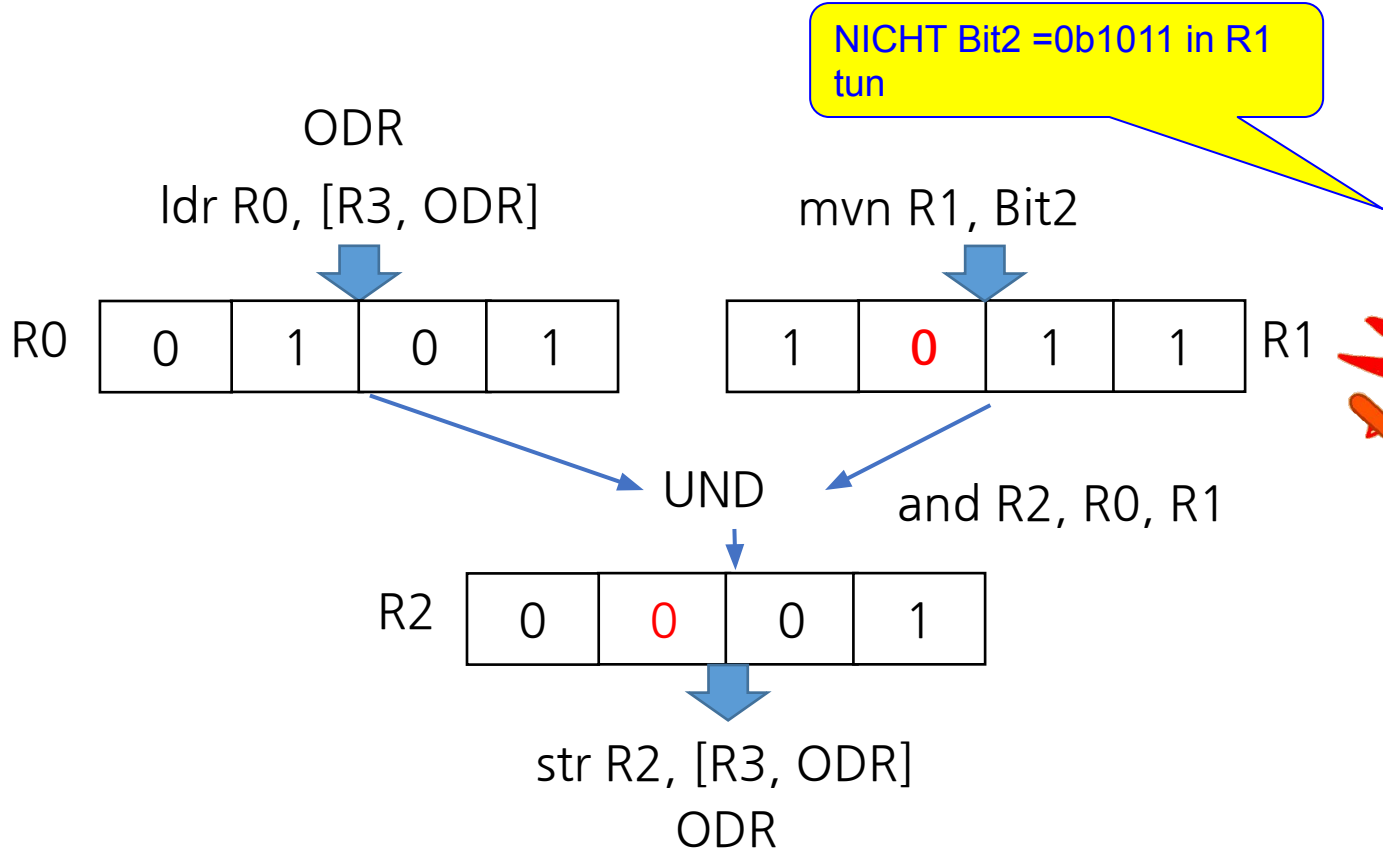 NICHT Bit2 =0b1011 in R1
tun
ODR
ldr R0, [R3, ODR]
mvn R1, Bit2
R0
0 1 0 1
1 0 1 1
R1
UND
and R2, R0, R1
R2
0 0 0 1
str R2, [R3, ODR]
ODR